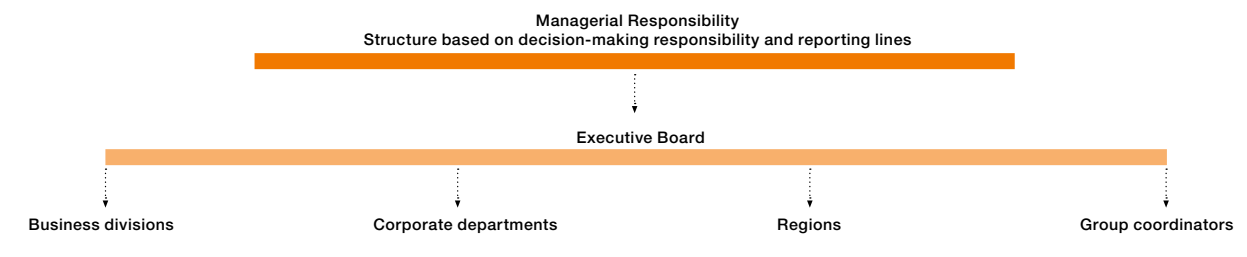 Managerial Responsibility
Structure based on decision-making responsibility and reporting lines
Executive Board
Business divisions
Corporate departments
Regions
Group coordinators